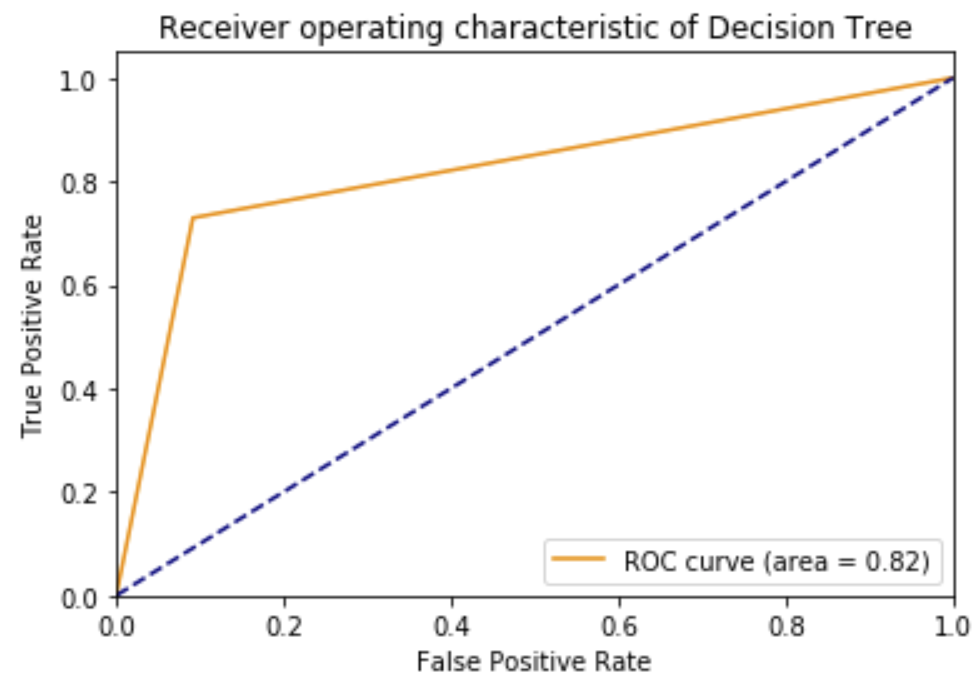 Receiver operating characteristic of Decision Tree
1.0
0.8
0.6
0.4
0.2
0.0
True Positive Rate
ROC curve (area = 0.82)
0.0 0.2 0.4 0.6 0.8 1.0
False Positive Rate